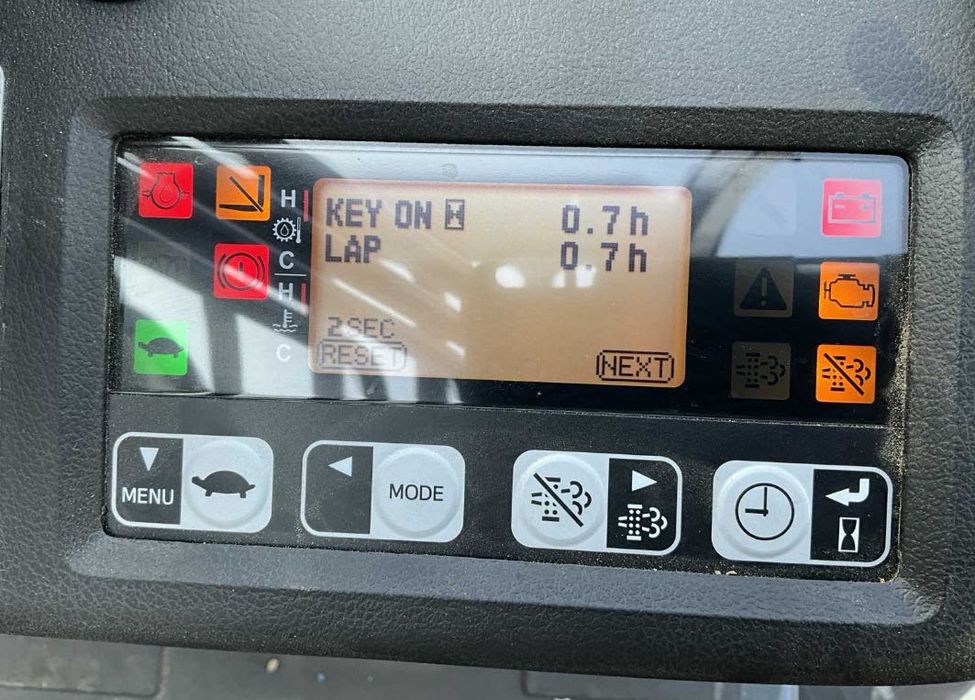 H
C
H
C
KEY ON 0.7h
LAP 0.7h
2SEC
RESET NEXT
MENU
MODE